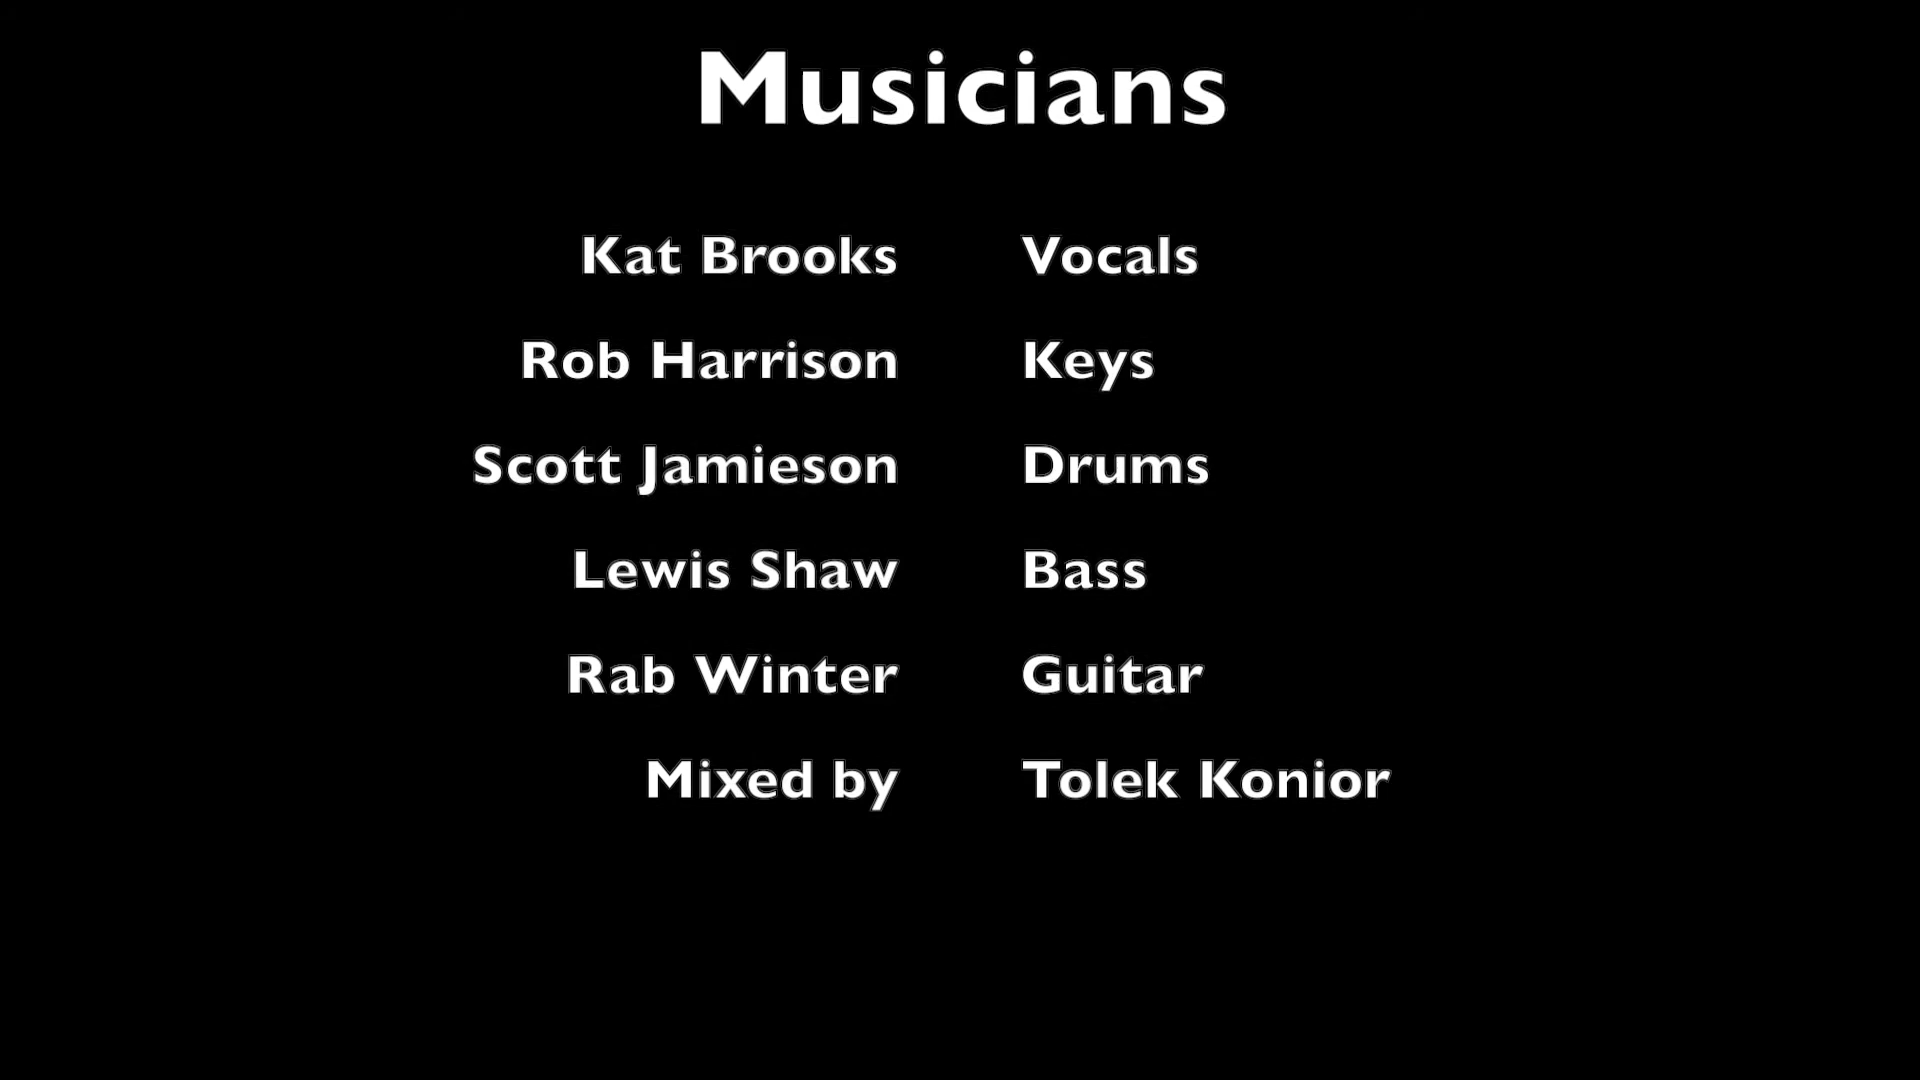 Musicians
Kat Brooks Vocals
Rob Harrison Keys
Scott Jamieson Drums
Lewis Shaw Bass
Rab Winter Guitar
Mixed by Tolek Konior